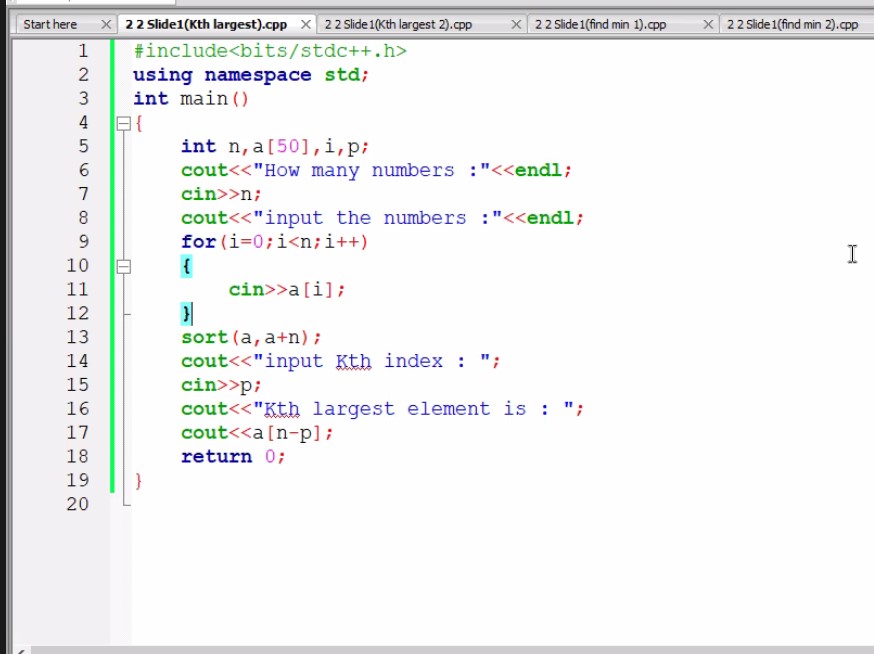 Start here 2 2 Slide1(Kth largest).cpp 2 2 Slide1(Kth largest 2).cpp 2 2 Slide1(find min 1).cpp 2 2 Slide1(find min 2).cpp
1 #include<bits/stdc++.h>
2 using namespace std;
3 int main()
4 {
5 int n,a[50],i,p;
6 cout<<"How many numbers :"<<endl;
7 cin>>n;
8 cout<<"input the numbers :"<<endl;
9 for(i=0;i<n;i++)
10 {
11 cin>>a[i];
12 }
13 sort(a,a+n);
14 cout<<"input Kth index : ";
15 cin>>p;
16 cout<<"Kth largest element is : ";
17 cout<<a[n-p];
18 return 0;
19 }
20